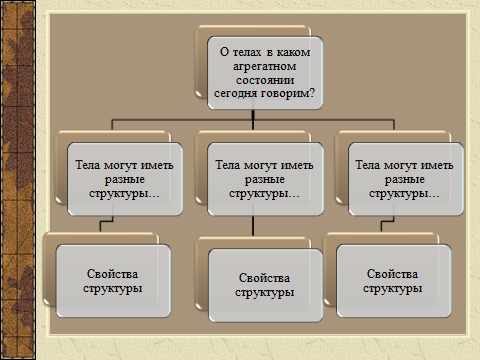 О телах в каком
агрегатном
состоянии
сегодня говорим?
Тела могут иметь
разные
структуры...
Тела могут иметь
разные
структуры...
Тела могут иметь
разные
структуры...
Свойства
структуры
Свойства
структуры
Свойства
структуры